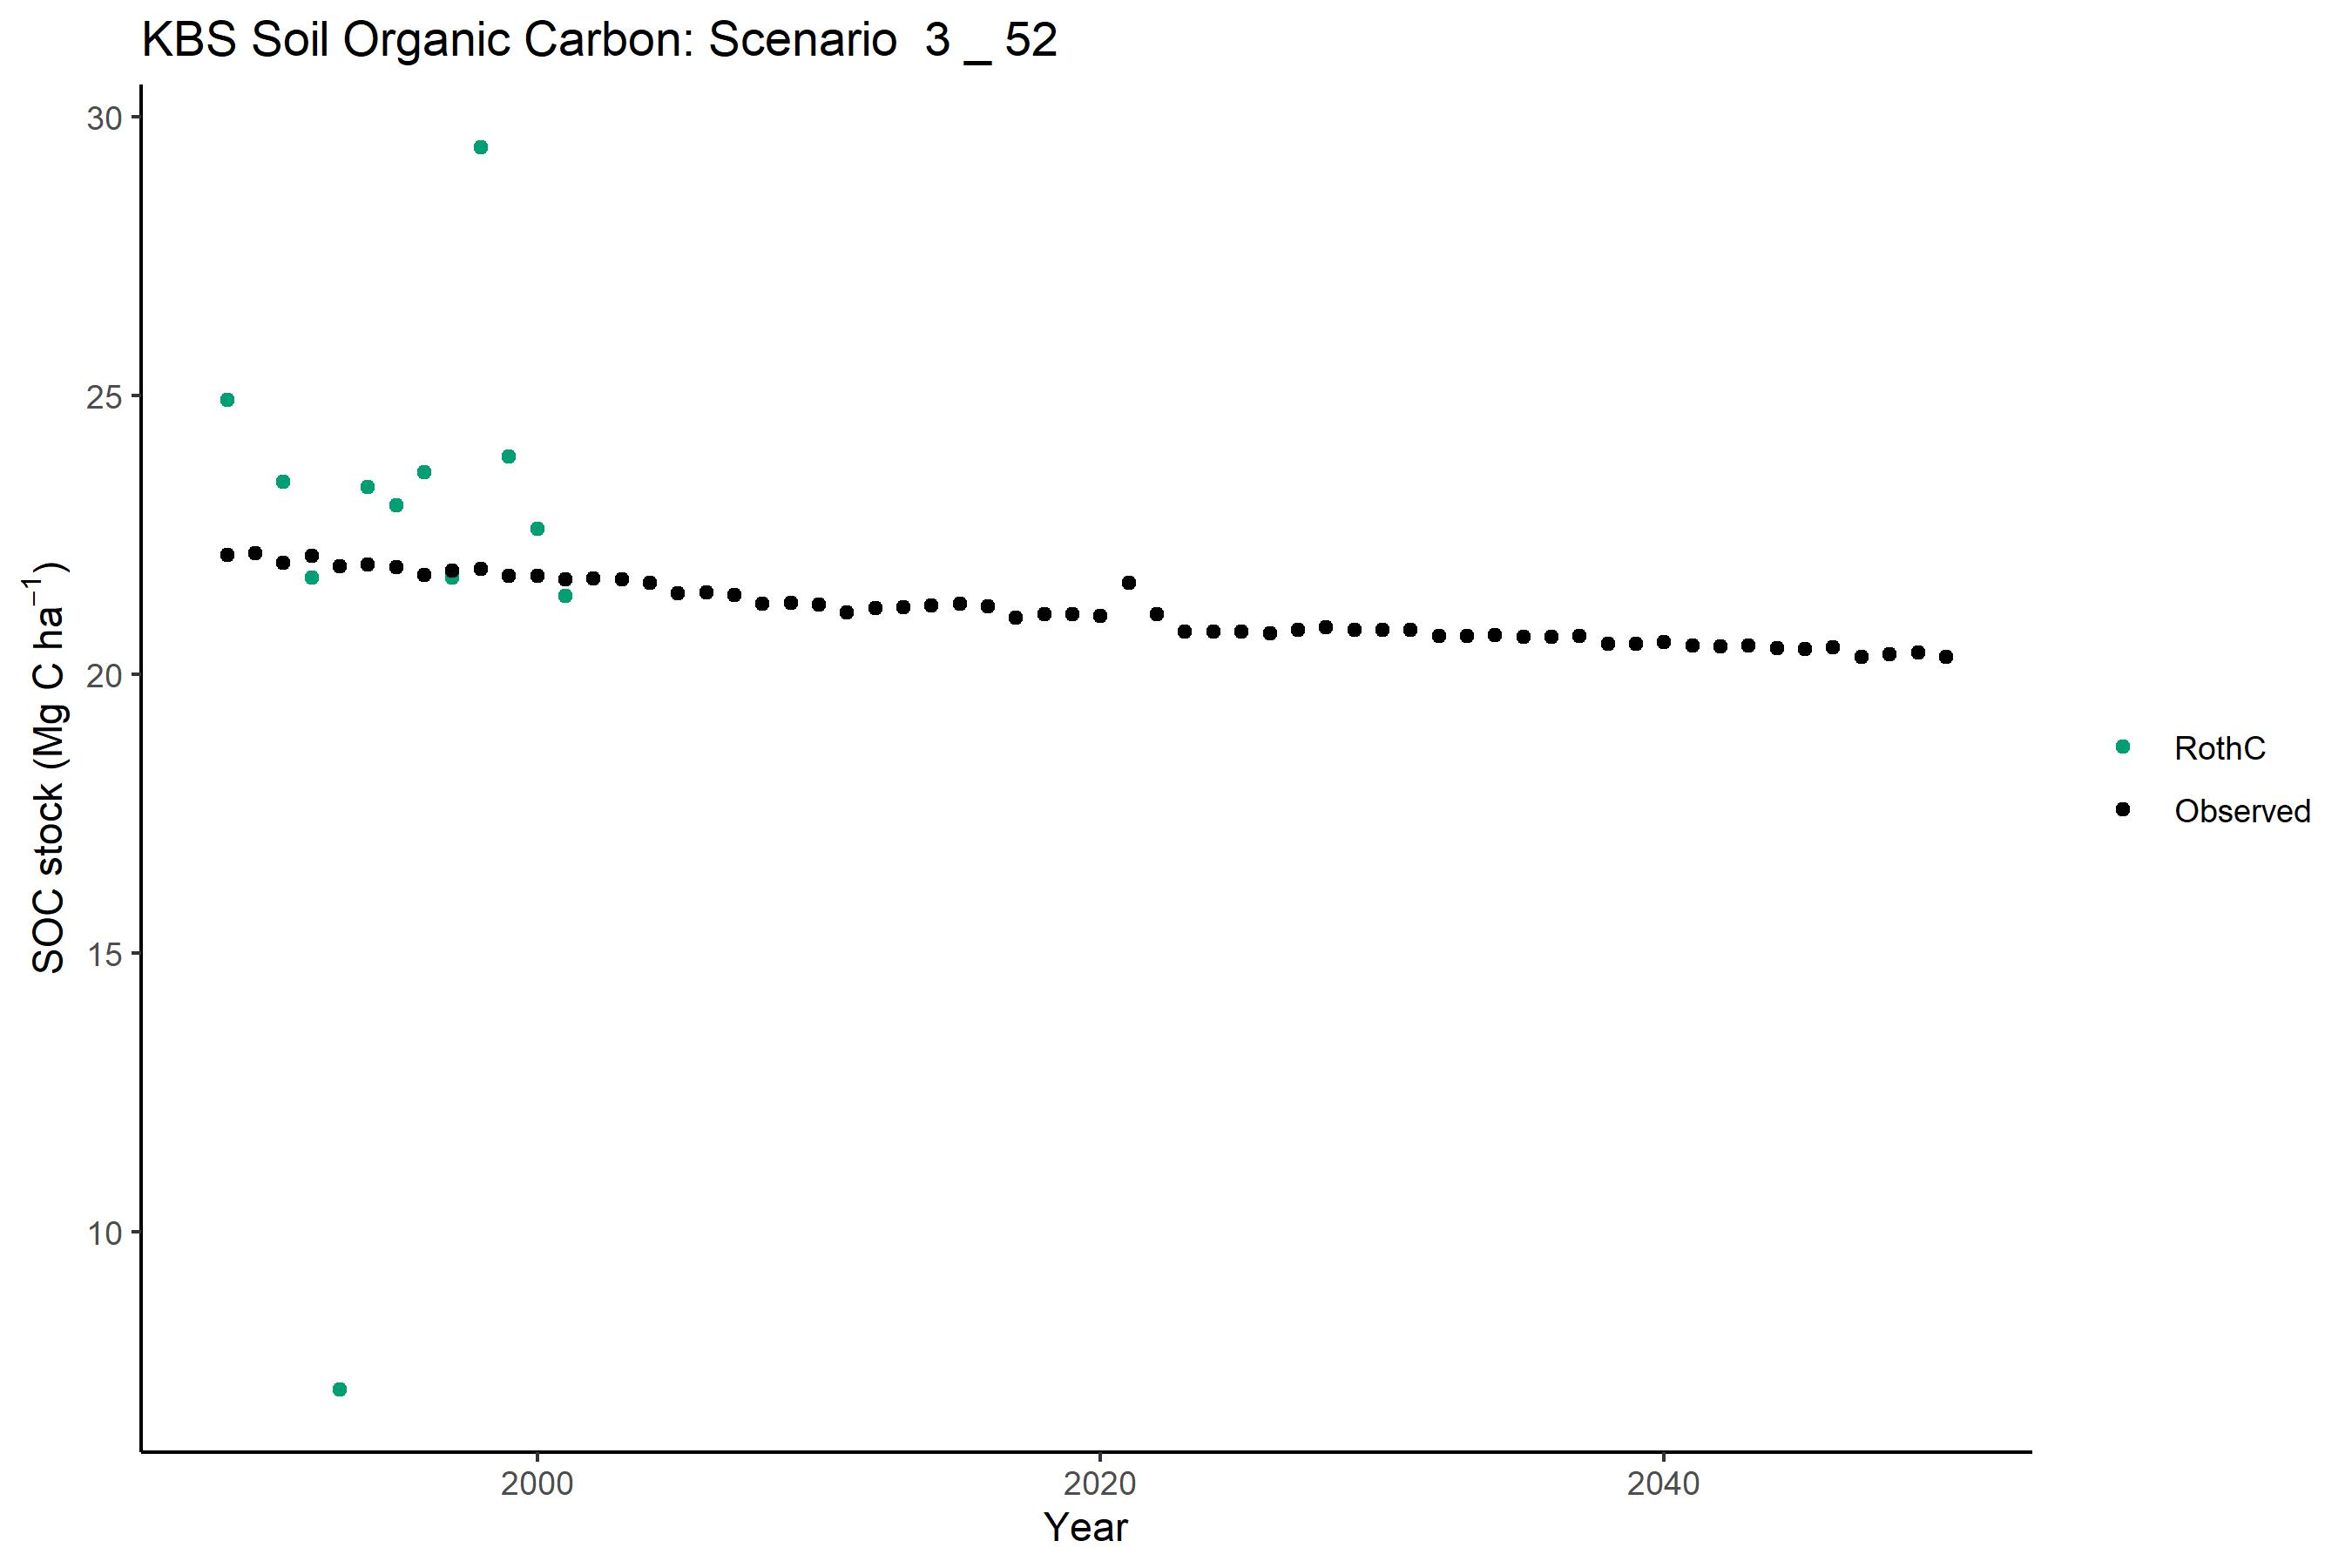 KBS Soil Organic Carbon: Scenario  3 _ 52
30
25
20
15
10
SOC stock (Mg C ha⁻¹)
2000 2020 2040
Year
RothC
Observed